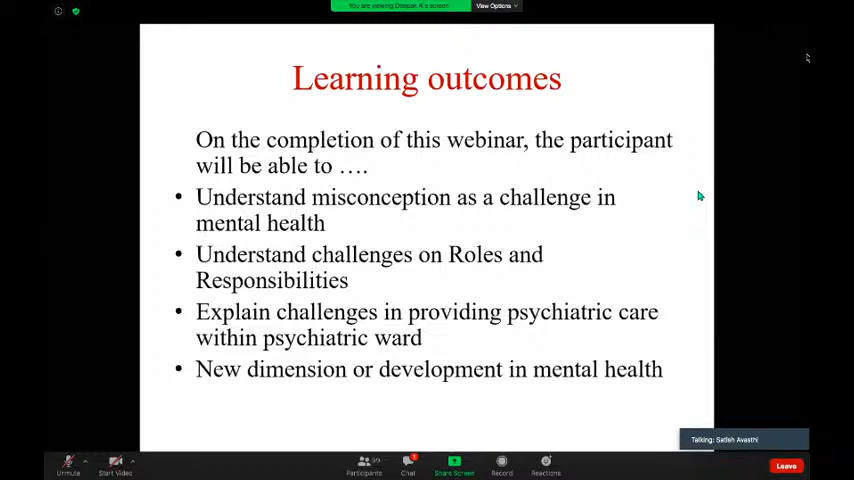 You are viewing Deepak K's screen
View Options
Learning outcomes
On the completion of this webinar, the participant
will be able to ….
• Understand misconception as a challenge in
mental health
• Understand challenges on Roles and
Responsibilities
• Explain challenges in providing psychiatric care
within psychiatric ward
• New dimension or development in mental health
Talking: Satish Avasthi
Unmute
Start Video
Participants
99
Chat
1
Share Screen
Record
Reactions
Leave